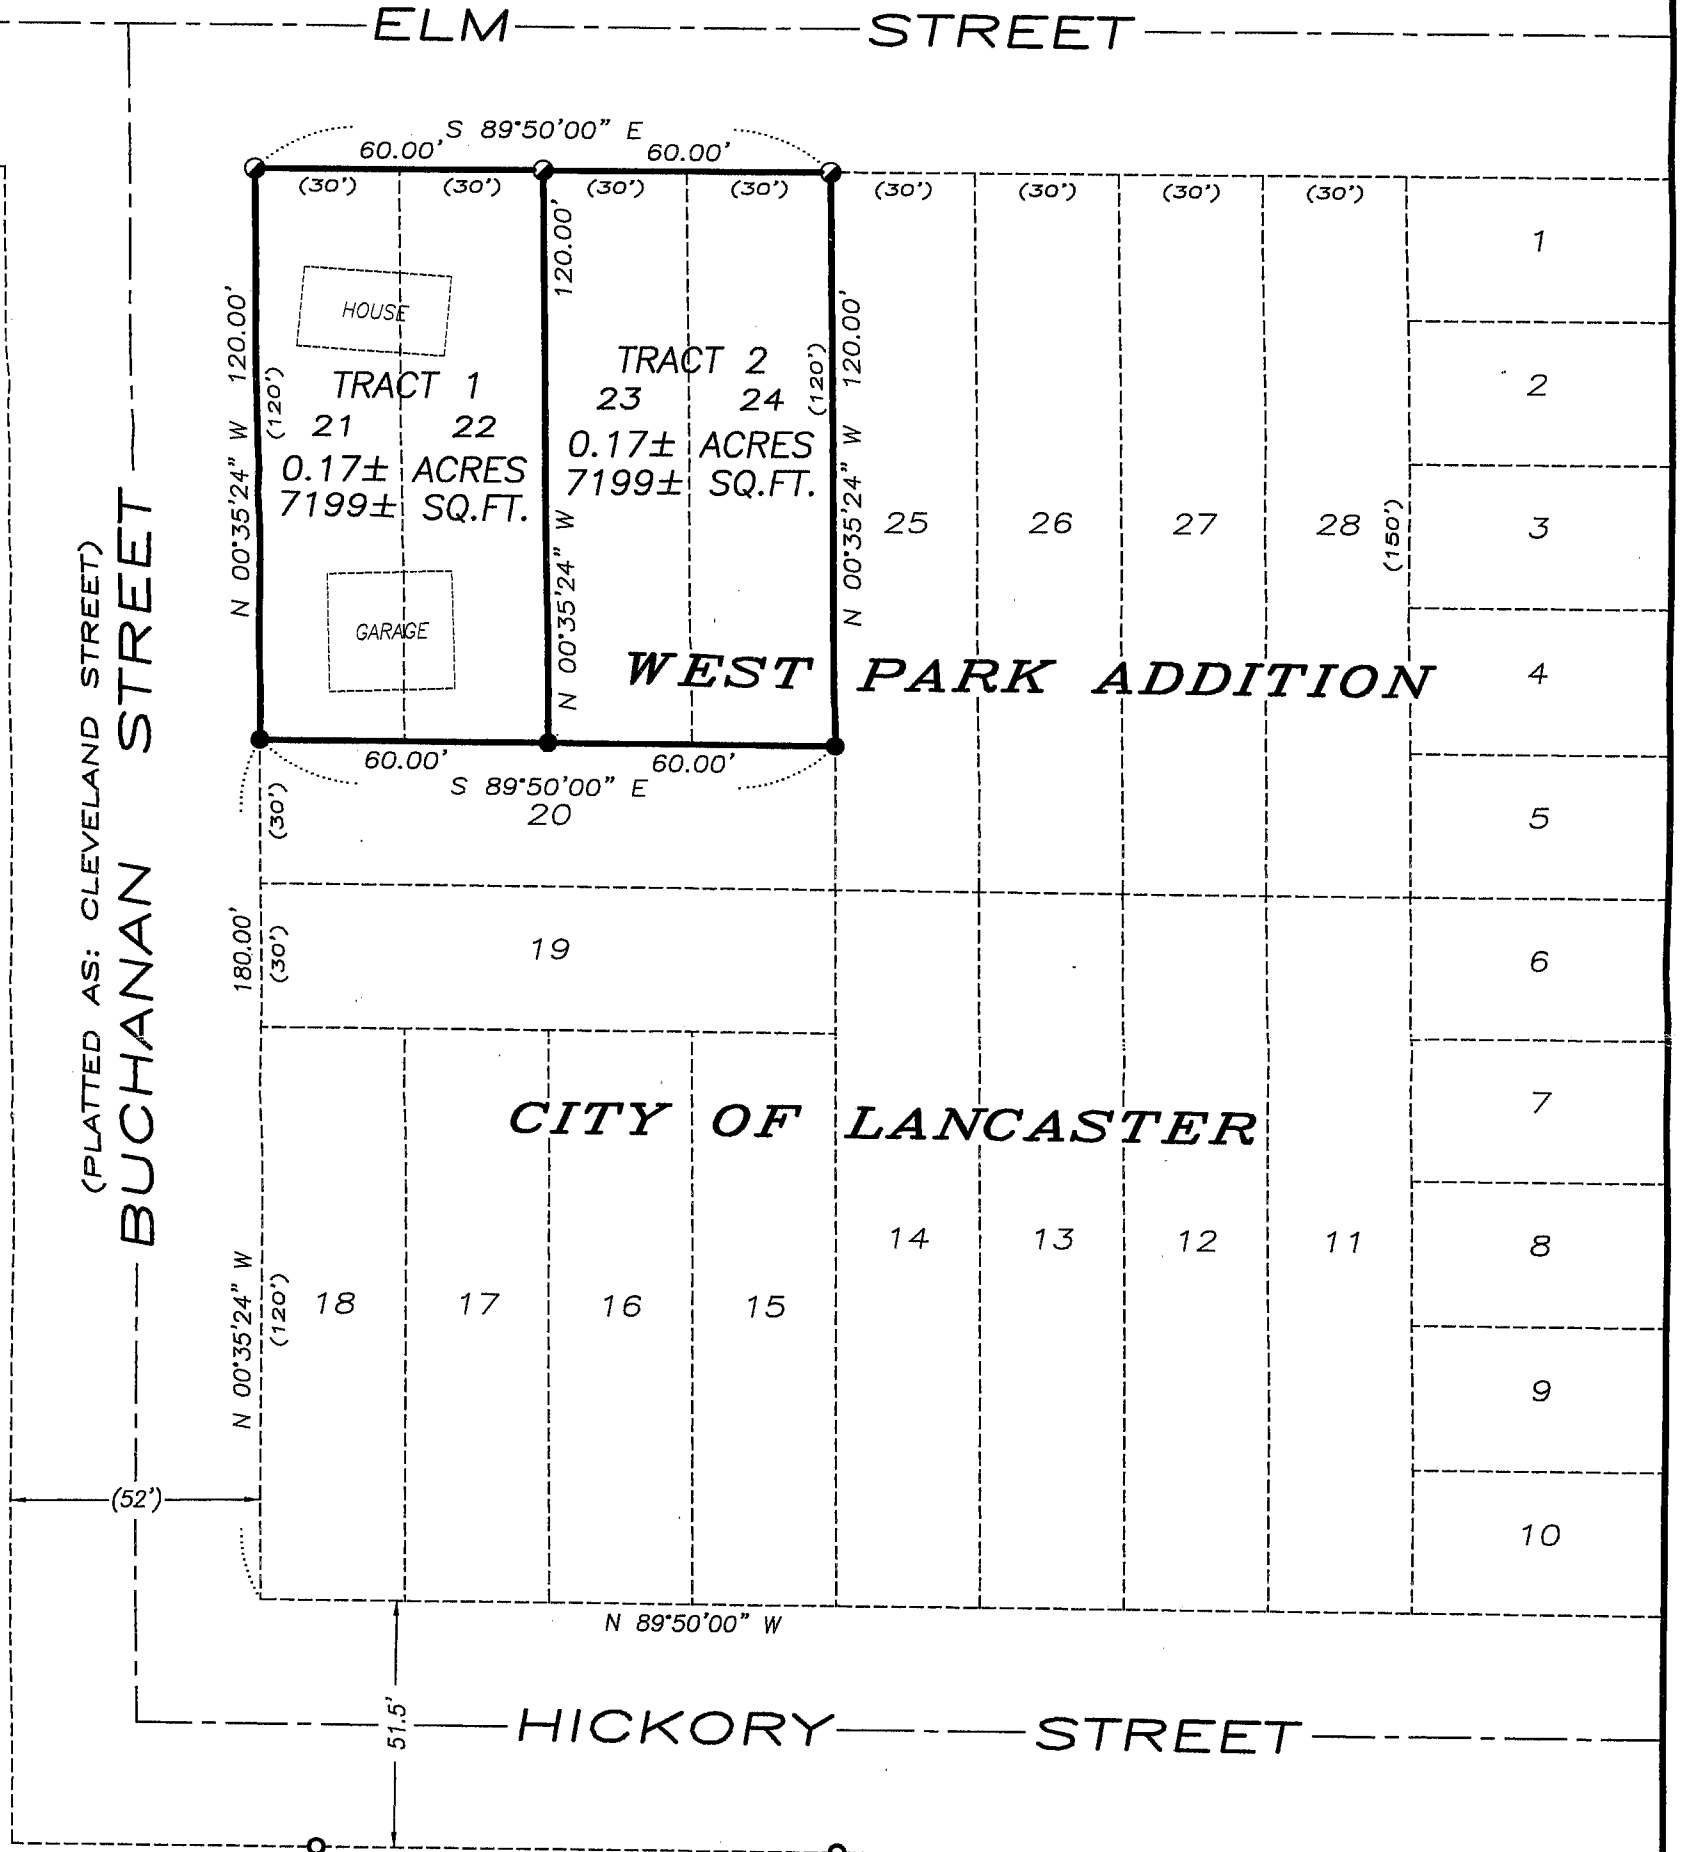 ELM STREET
S 89°50'00" E
60.00' 60.00'
(30') (30') (30') (30') (30') (30') (30') (30')
N 00°35'24" W 120.00'
(120')
HOUSE
TRACT 1
21 22
0.17± ACRES
7199± SQ.FT.
GARAGE
120.00'
N 00°35'24" W
TRACT 2
23 24
0.17± ACRES
7199± SQ.FT.
(120')
N 00°35'24" W 120.00'
25 26 27 28
(150')
1
2
3
4
5
6
7
8
9
10
WEST PARK ADDITION
60.00' 60.00'
S 89°50'00" E
20
(30')
19
(30')
180.00'
N 00°35'24" W
(PLATTED AS: CLEVELAND STREET)
BUCHANAN STREET
CITY OF LANCASTER
14 13 12 11
18 17 16 15
(120')
(52')
N 89°50'00" W
51.5'
HICKORY STREET